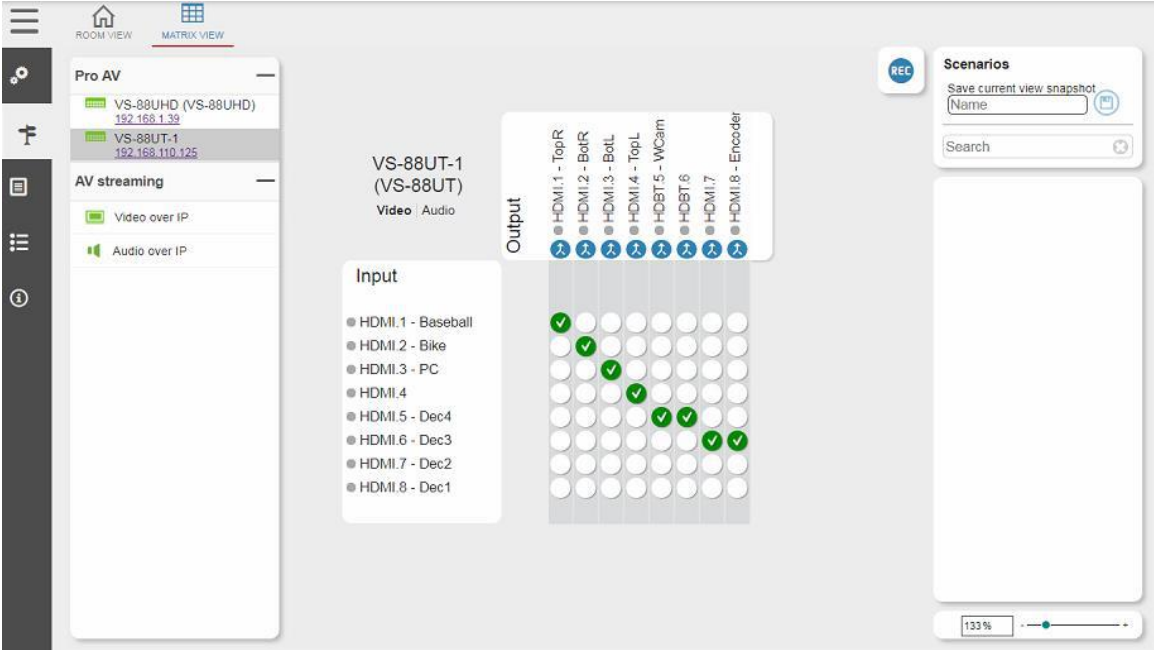 ROOM VIEW
MATRIX VIEW
Pro AV
VS-88UHD (VS-88UHD)
192.168.1.39
VS-88UT-1
192.168.110.125
AV streaming
Video over IP
Audio over IP
VS-88UT-1
(VS-88UT)
Video | Audio
Output
HDMI.1 - TopR
HDMI.2 - BotR
HDMI.3 - BotL
HDMI.4 - TopL
HDBT.5 - WCam
HDBT.6
HDMI.7
HDMI.8 - Encoder
Input
HDMI.1 - Baseball
HDMI.2 - Bike
HDMI.3 - PC
HDMI.4
HDMI.5 - Dec4
HDMI.6 - Dec3
HDMI.7 - Dec2
HDMI.8 - Dec1
REC
Scenarios
Save current view snapshot
Name
Search
133 %
- +